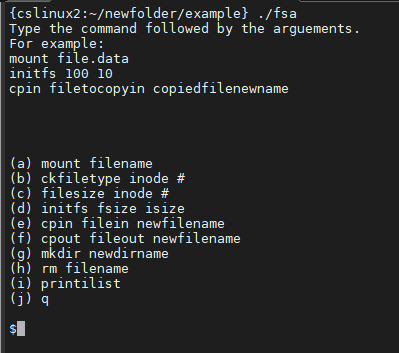 {cslinux2:~/newfolder/example} ./fsa
Type the command followed by the arguements.
For example:
mount file.data
initfs 100 10
cpin filetocopyin copiedfilenewname
(a) mount filename
(b) ckfiletype inode #
(c) filesize inode #
(d) initfs fsize isize
(e) cpin filein newfilename
(f) cpout fileout newfilename
(g) mkdir newdirname
(h) rm filename
(i) printilist
(j) q
$